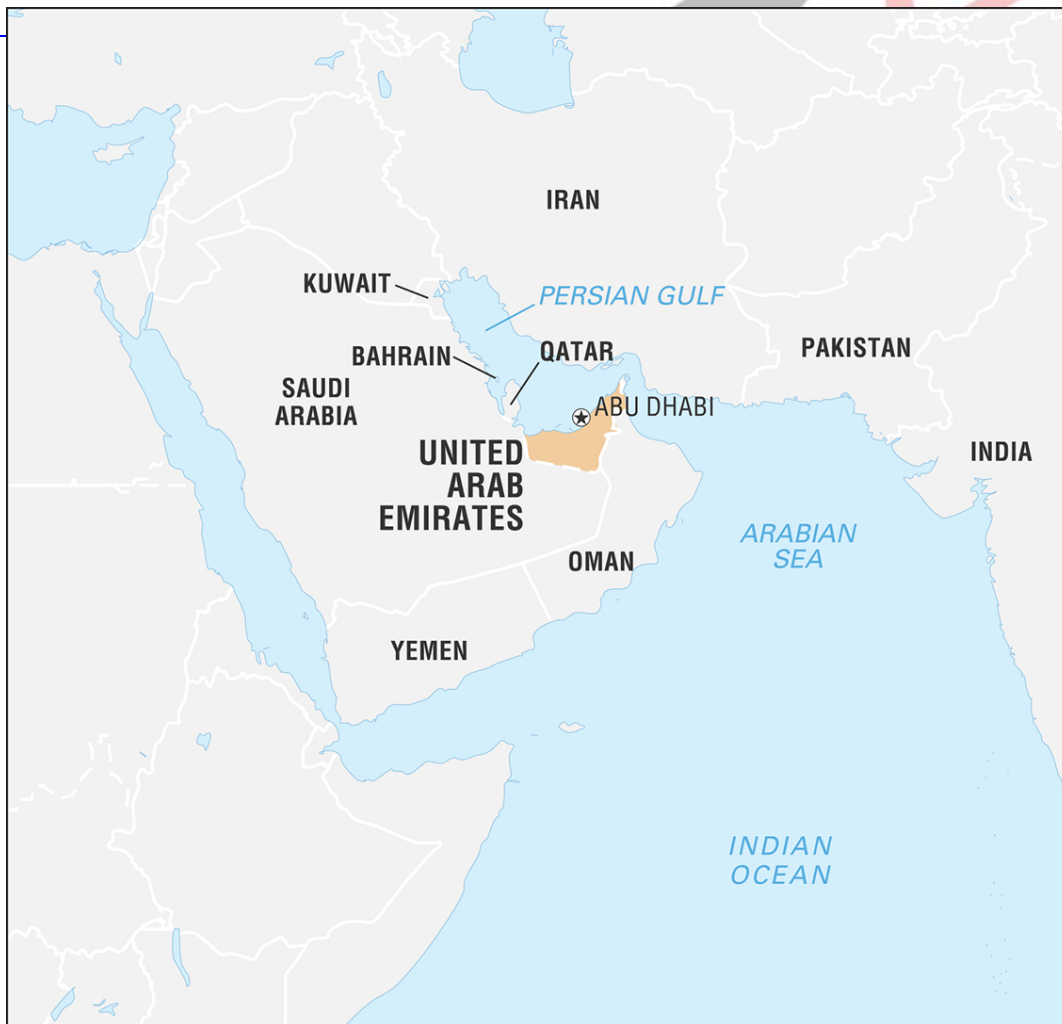 IRAN
KUWAIT
PERSIAN GULF
BAHRAIN
QATAR
PAKISTAN
SAUDI
ARABIA
ABU DHABI
UNITED
ARAB
EMIRATES
INDIA
ARABIAN
SEA
OMAN
YEMEN
INDIAN
OCEAN